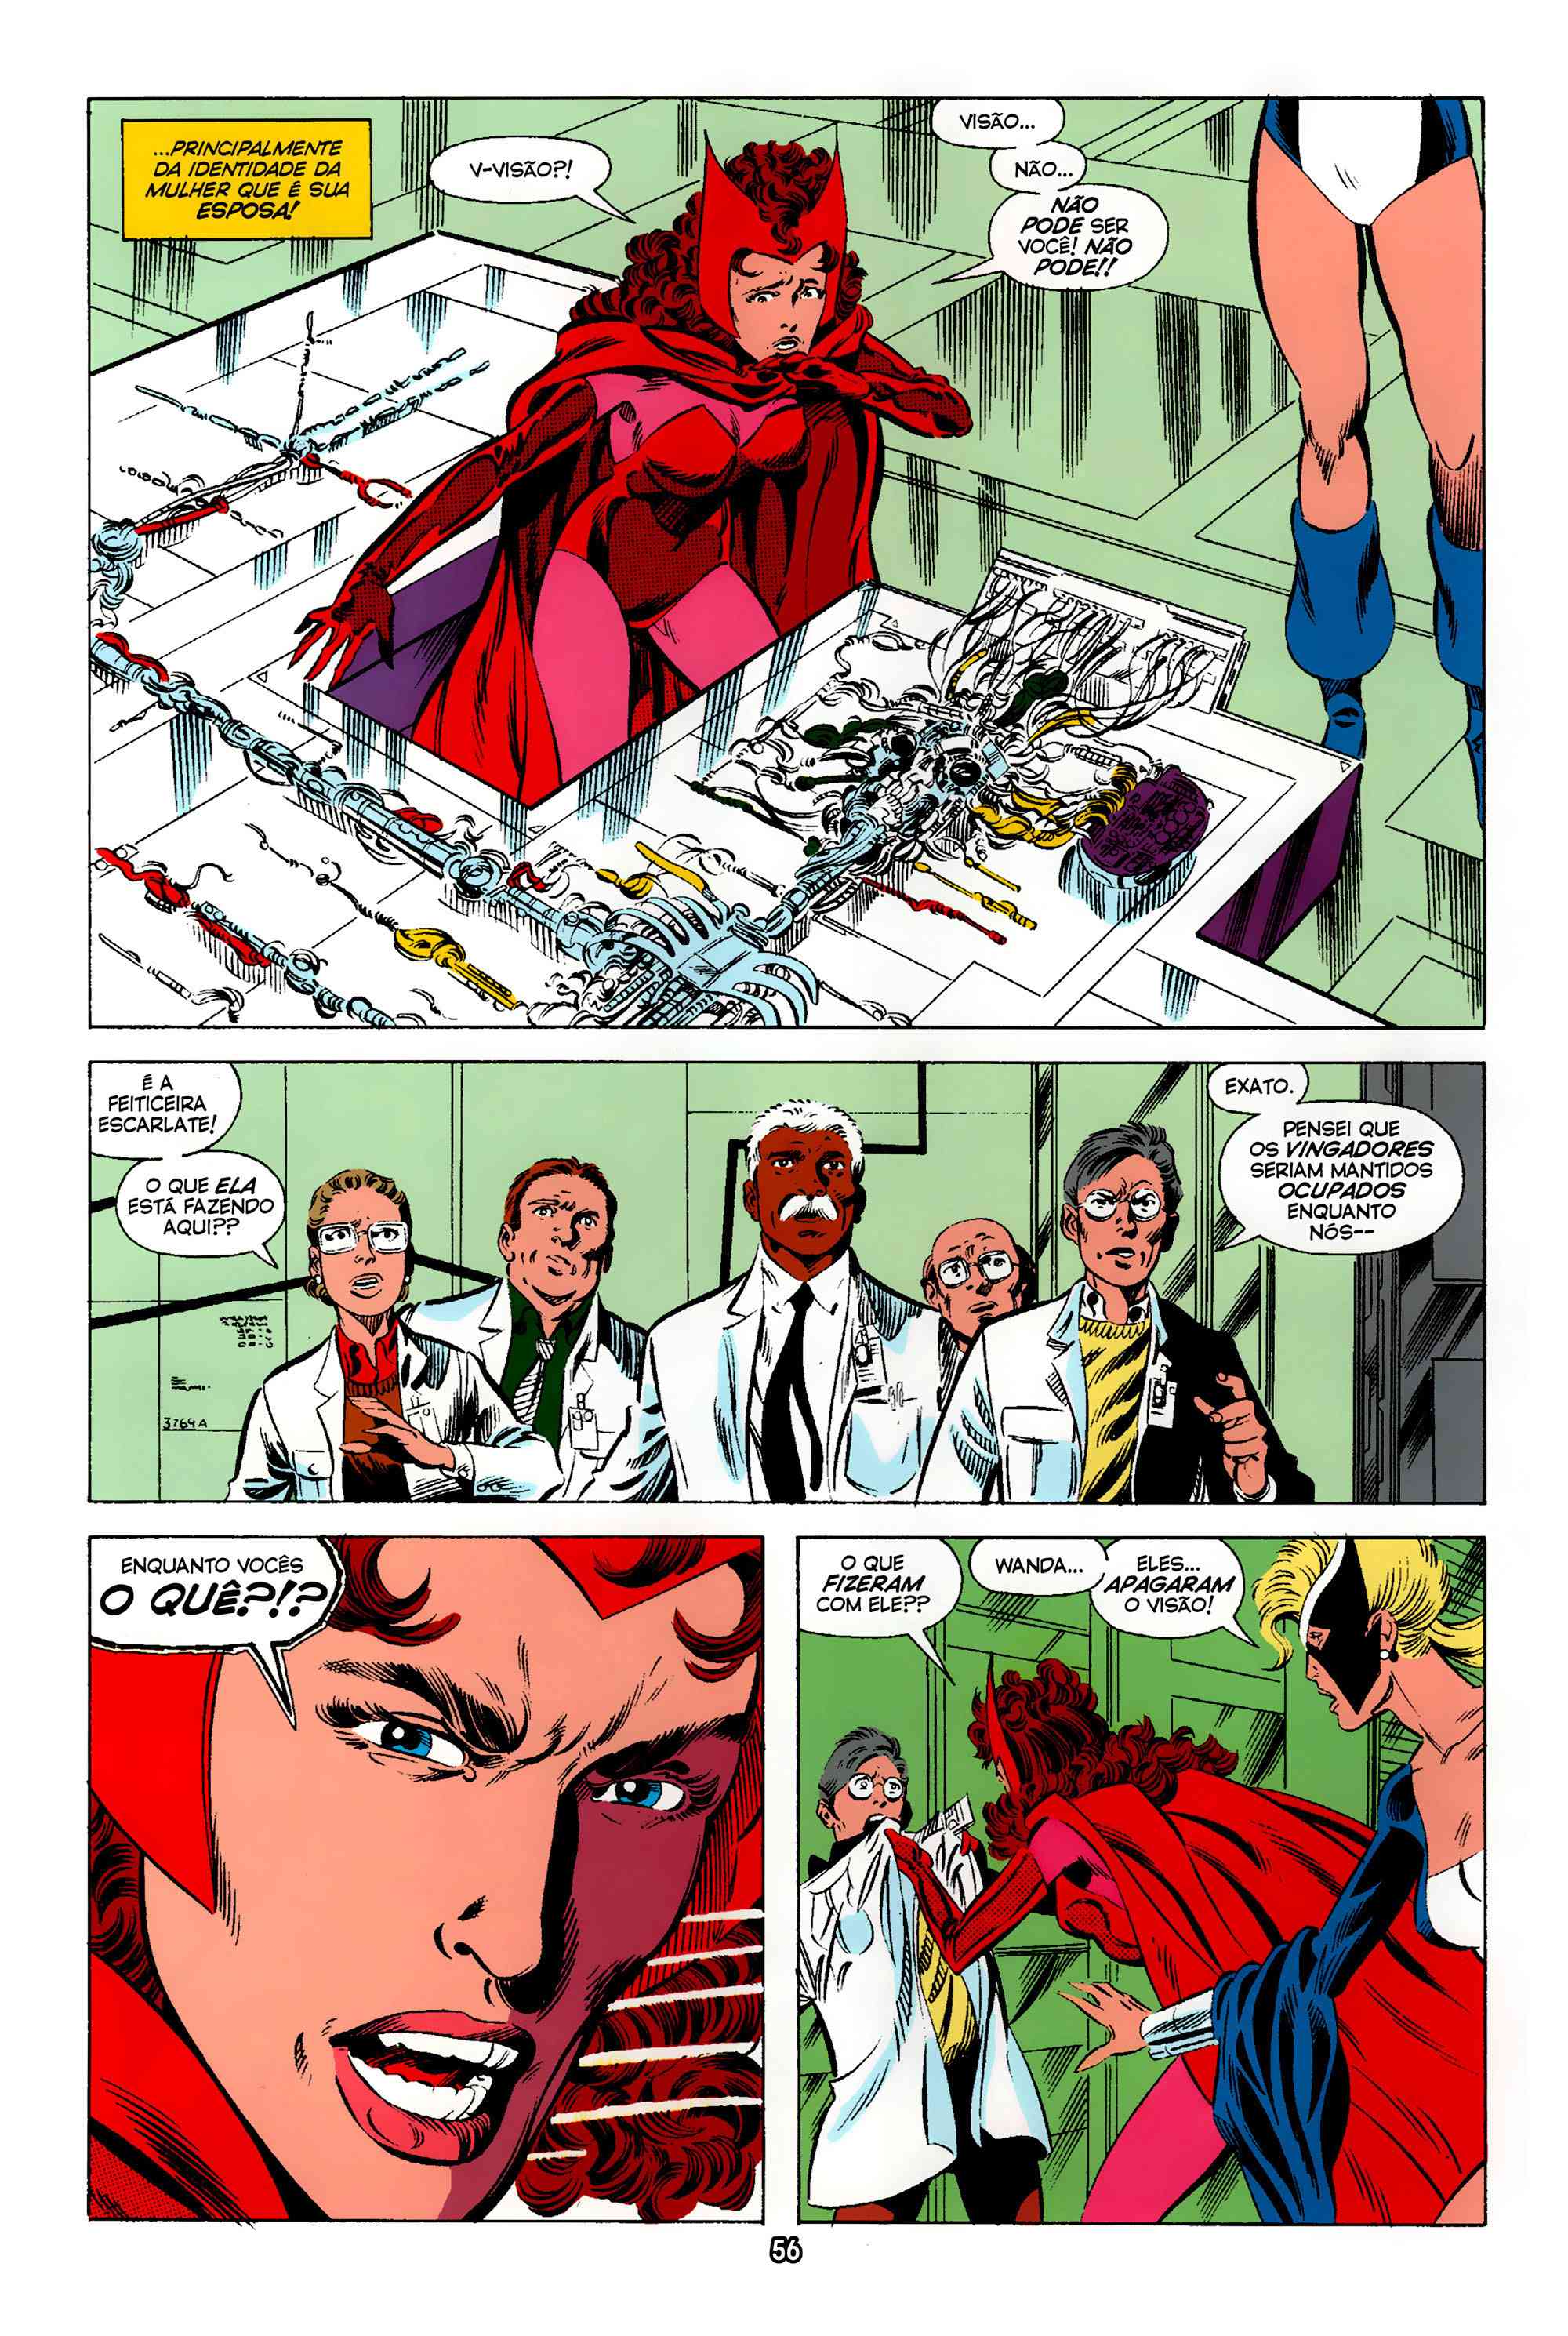 ...PRINCIPALMENTE
DA IDENTIDADE DA
MULHER QUE É SUA
ESPOSA!
V-VISÃO?!
VISÃO...
NÃO...
NÃO
PODE SER
VOCÊ! NÃO
PODE!!
É A
FEITICEIRA
ESCARLATE!
O QUE ELA
ESTÁ FAZENDO
AQUI??
EXATO.
PENSEI QUE
OS VINGADORES
SERIAM MANTIDOS
OCUPADOS
ENQUANTO
NÓS--
3764A
ENQUANTO VOCÊS
O QUÊ?!?
O QUE
FIZERAM
COM ELE??
WANDA...
ELES...
APAGARAM
O VISÃO!
56